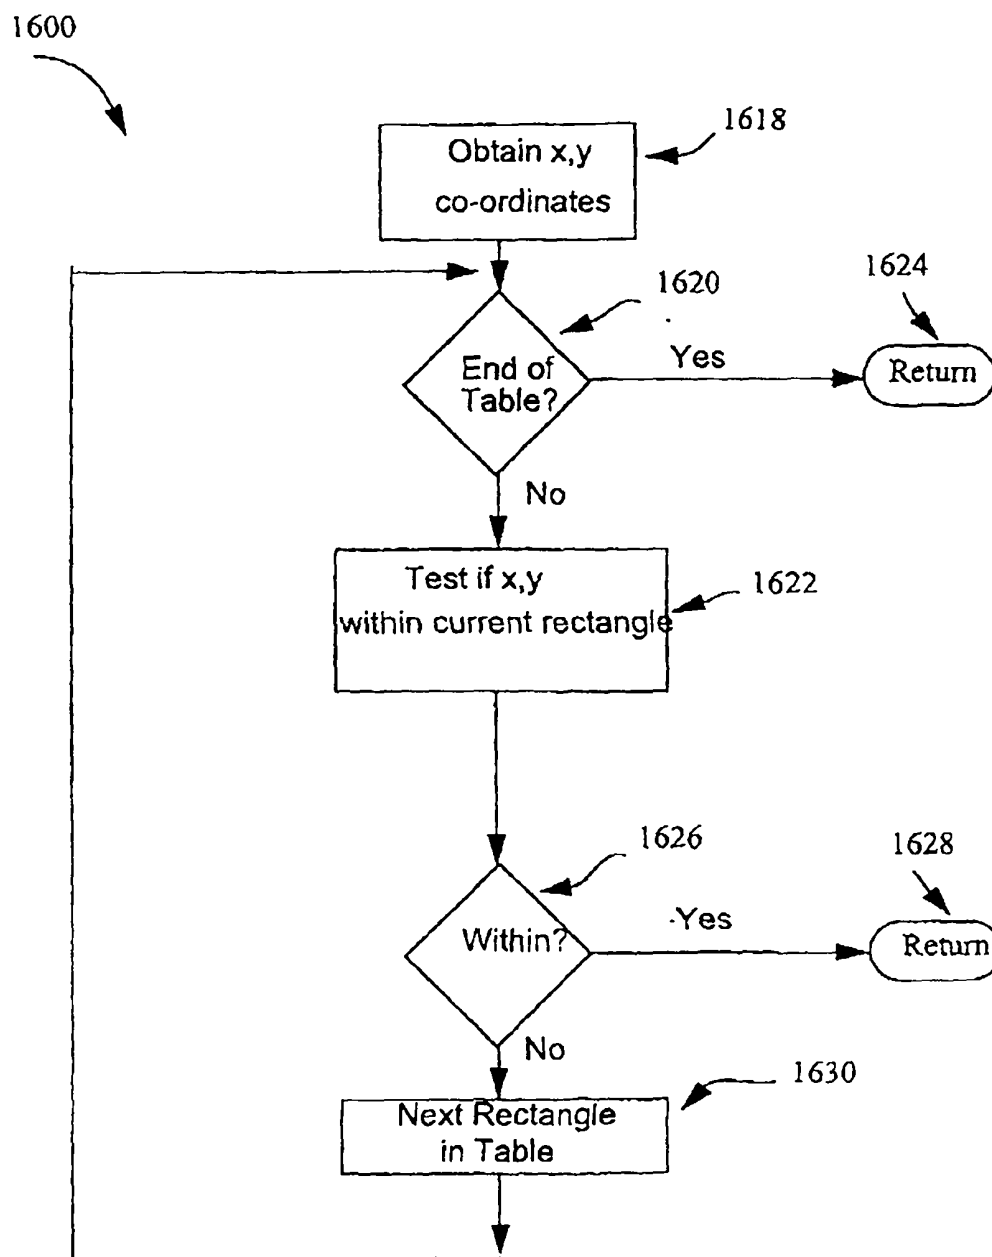 1600
1618
Obtain x,y
co-ordinates
1620
1624
End of
Table?
Yes
Return
No
Test if x,y
within current rectangle
1622
1626
1628
Within?
Yes
Return
No
1630
Next Rectangle
in Table